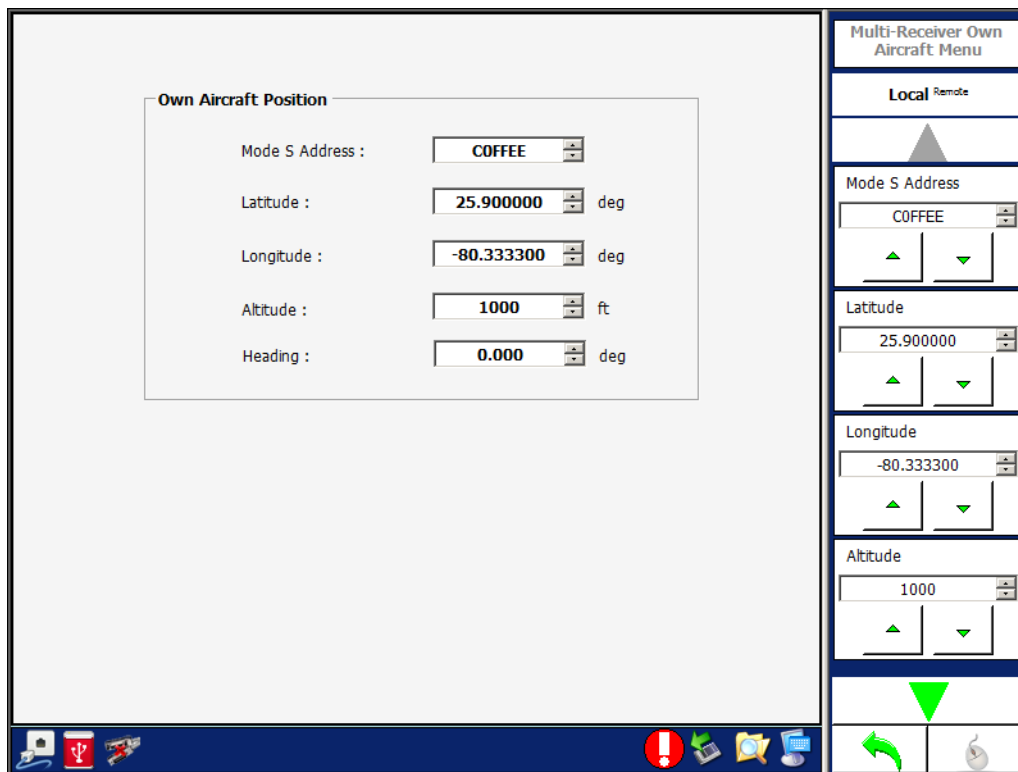 Own Aircraft Position
Mode S Address : C0FFEE
Latitude : 25.900000 deg
Longitude : -80.333300 deg
Altitude : 1000 ft
Heading : 0.000 deg
Multi-Receiver Own
Aircraft Menu
Local Remote
Mode S Address
C0FFEE
Latitude
25.900000
Longitude
-80.333300
Altitude
1000